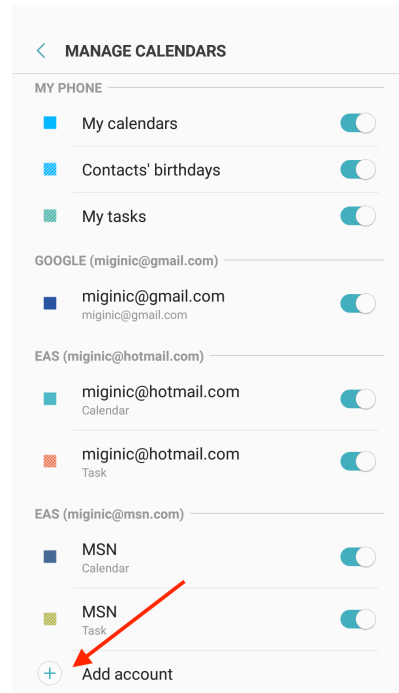 MANAGE CALENDARS
MY PHONE
My calendars
Contacts' birthdays
My tasks
GOOGLE (miginic@gmail.com)
miginic@gmail.com
miginic@gmail.com
EAS (miginic@hotmail.com)
miginic@hotmail.com
Calendar
miginic@hotmail.com
Task
EAS (miginic@msn.com)
MSN
Calendar
MSN
Task
Add account